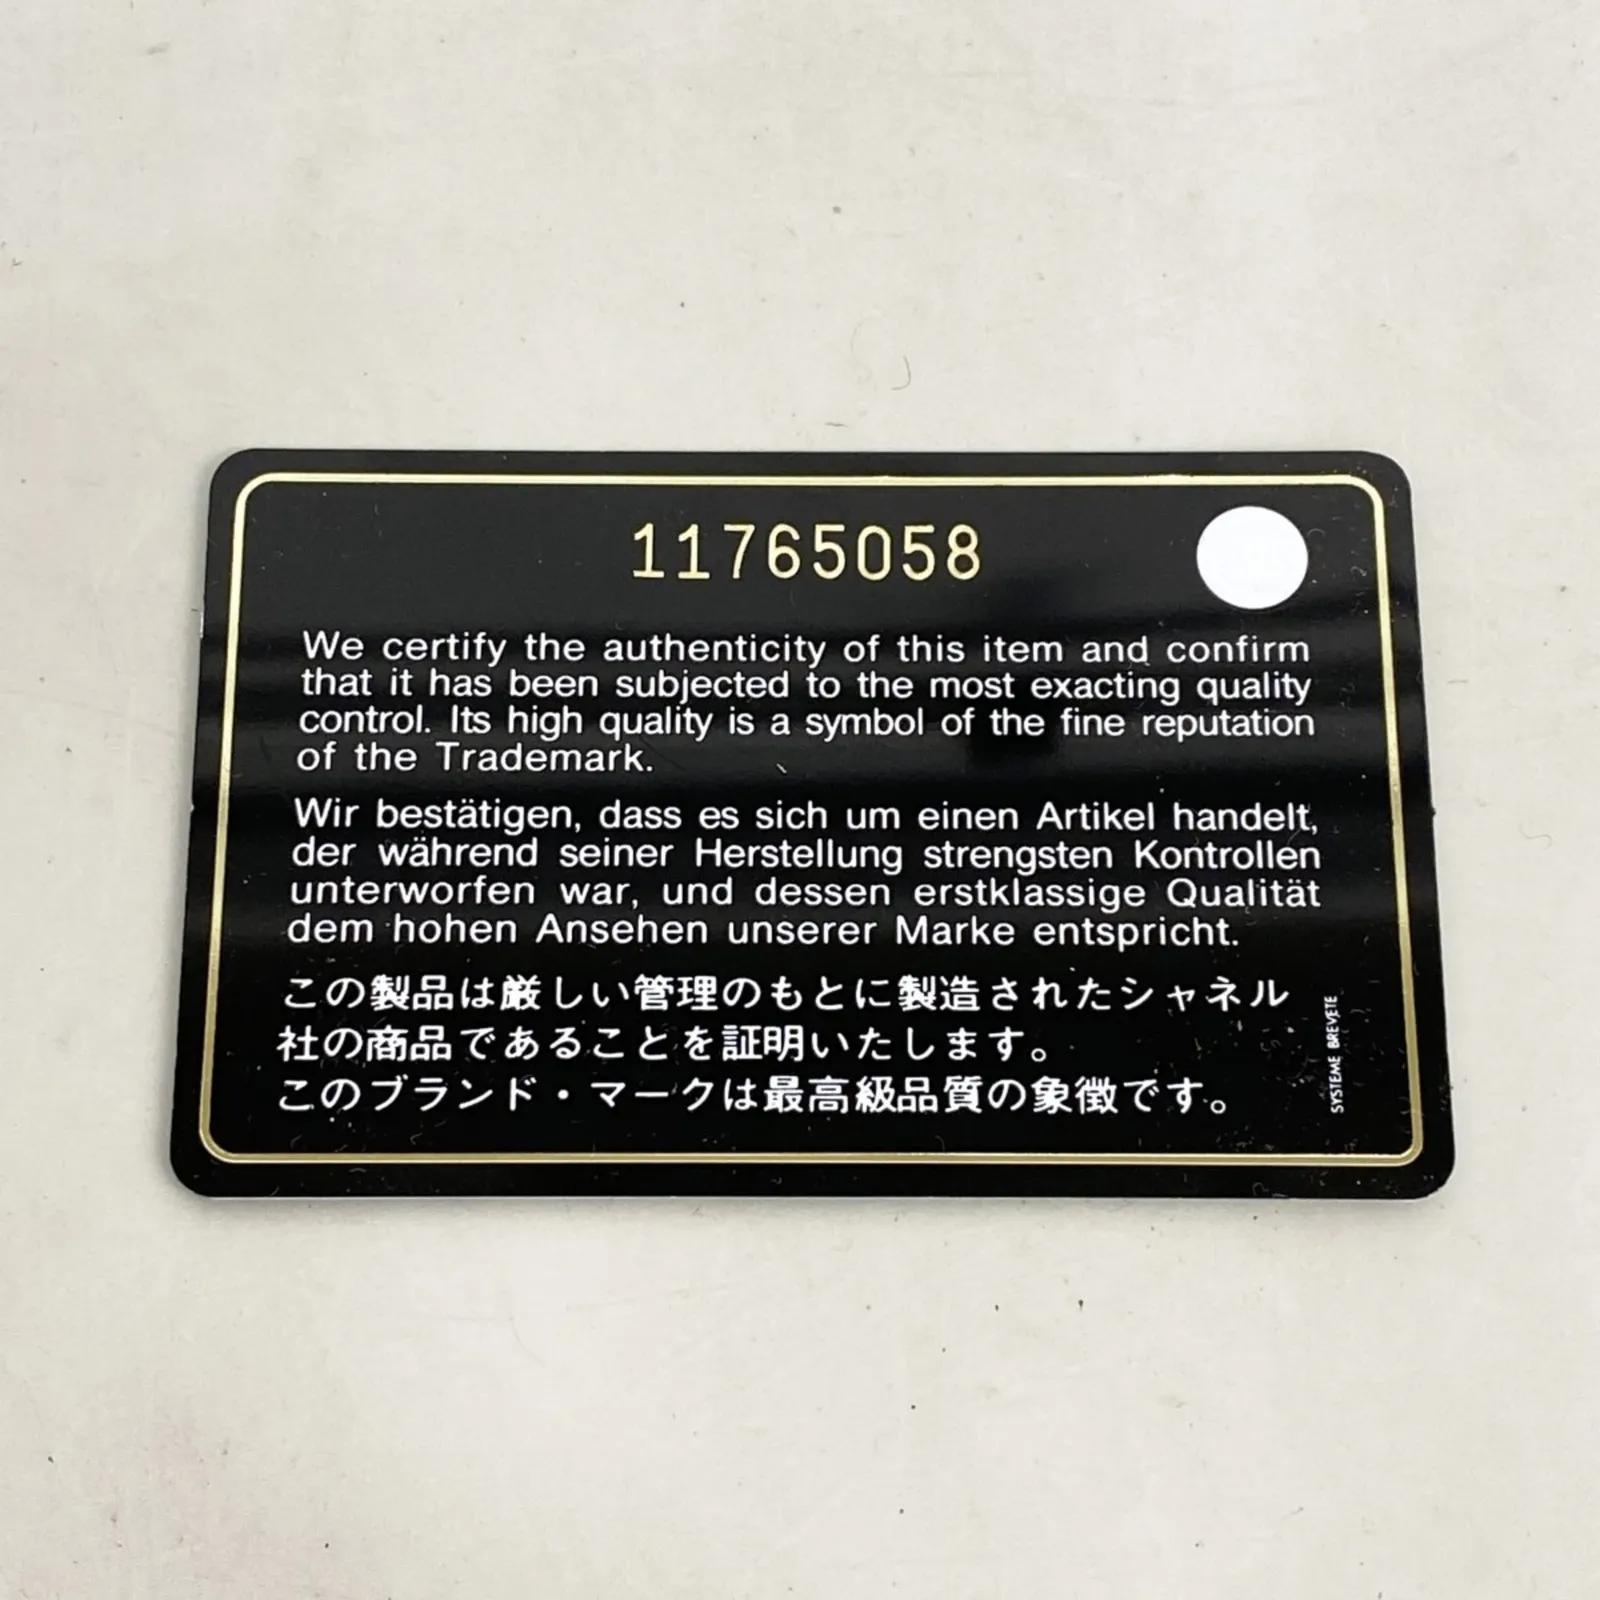 11765058
We certify the authenticity of this item and confirm
that it has been subjected to the most exacting quality
control. Its high quality is a symbol of the fine reputation
of the Trademark.
Wir bestätigen, dass es sich um einen Artikel handelt,
der während seiner Herstellung strengsten Kontrollen
unterworfen war, und dessen erstklassige Qualität
dem hohen Ansehen unserer Marke entspricht.
この製品は厳しい管理のもとに製造されたシャネル
社の商品であることを証明いたします。
このブランド・マークは最高級品質の象徴です。
SYSTEME BREVETE